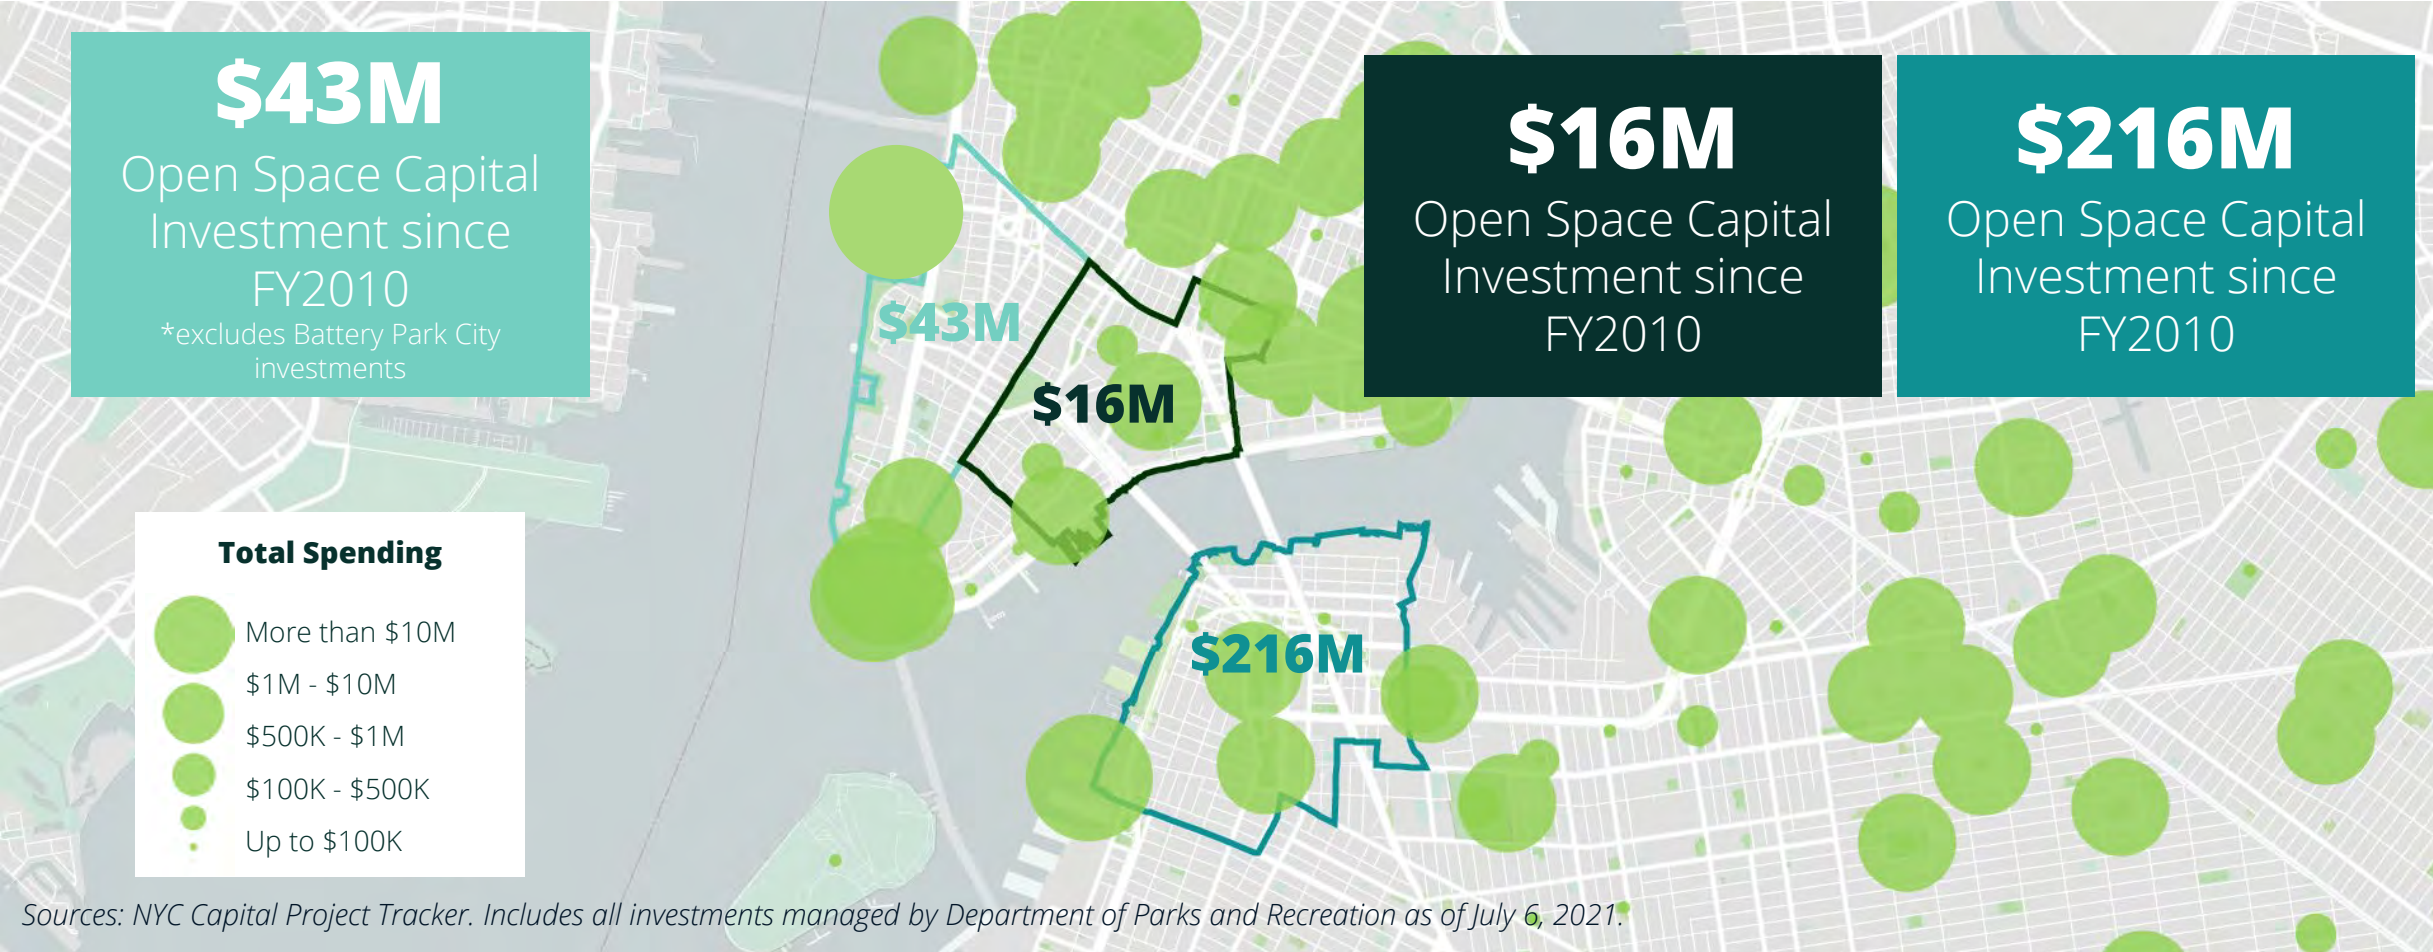 $43M
Open Space Capital
Investment since
FY2010
*excludes Battery Park City
investments
$16M
Open Space Capital
Investment since
FY2010
$216M
Open Space Capital
Investment since
FY2010
$43M
$16M
$216M
Total Spending
More than $10M
$1M - $10M
$500K - $1M
$100K - $500K
Up to $100K
Sources: NYC Capital Project Tracker. Includes all investments managed by Department of Parks and Recreation as of July 6, 2021.